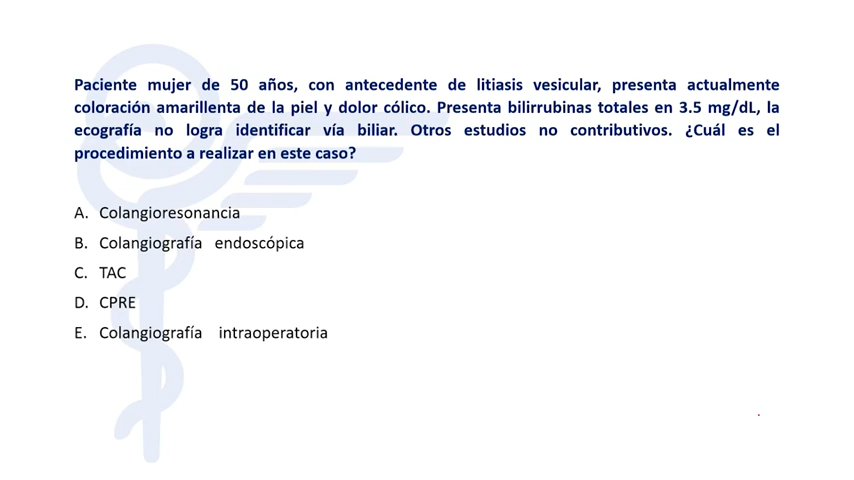 Paciente mujer de 50 años, con antecedente de litiasis vesicular, presenta actualmente
coloración amarillenta de la piel y dolor cólico. Presenta bilirrubinas totales en 3.5 mg/dL, la
ecografía no logra identificar vía biliar. Otros estudios no contributivos. ¿Cuál es el
procedimiento a realizar en este caso?
A. Colangioresonancia
B. Colangiografía endoscópica
C. TAC
D. CPRE
E. Colangiografía intraoperatoria